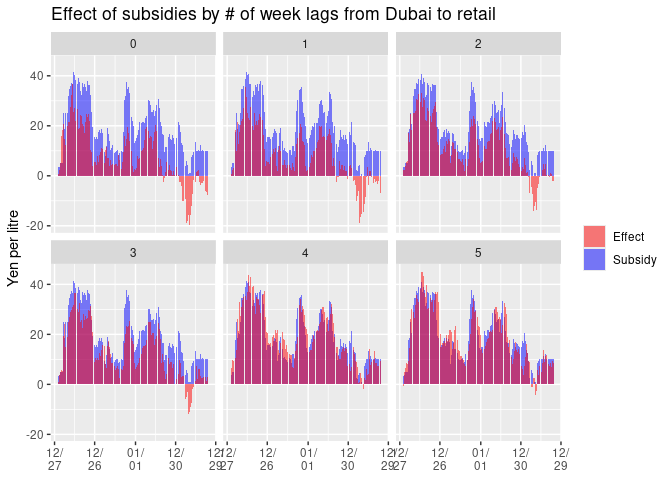 Effect of subsidies by # of week lags from Dubai to retail
0 1 2
40
20
0
-20
3 4 5
40
20
0
-20
Yen per litre
Effect
Subsidy
12/ 12/ 01/ 12/ 12/ 12/ 12/ 01/ 12/ 12/ 12/ 01/ 12/ 12/
27 26 01 30 29 27 26 01 30 27 26 01 30 29